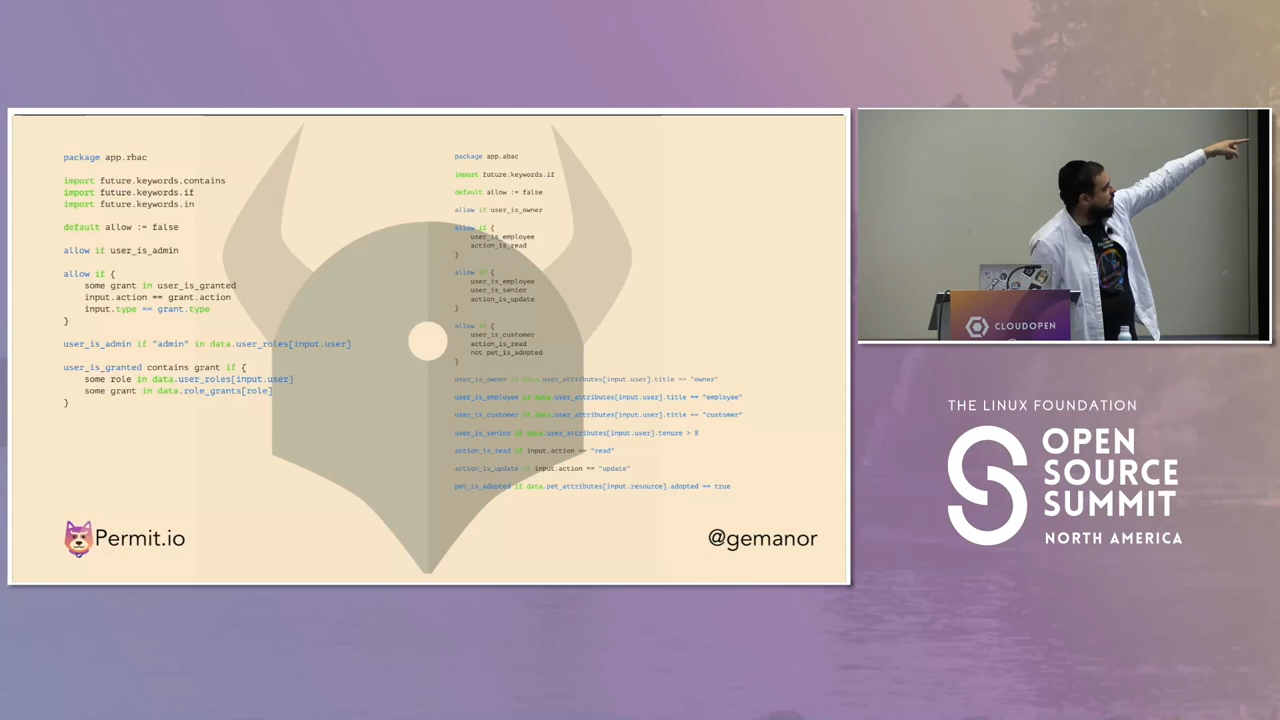 package app.rbac
import future.keywords.contains
import future.keywords.if
import future.keywords.in
default allow := false
allow if user_is_admin
allow if {
some grant in user_is_granted
input.action == grant.action
input.type == grant.type
}
user_is_admin if "admin" in data.user_roles[input.user]
user_is_granted contains grant if {
some role in data.user_roles[input.user]
some grant in data.role_grants[role]
}
package app.abac
import future.keywords.if
default allow := false
allow if user_is_owner
allow if {
user_is_employee
action_is_read
}
allow if {
user_is_employee
user_is_senior
action_is_update
}
allow if {
user_is_customer
action_is_read
not pet_is_adopted
}
user_is_owner if data.user_attributes[input.user].title == "owner"
user_is_employee if data.user_attributes[input.user].title == "employee"
user_is_customer if data.user_attributes[input.user].title == "customer"
user_is_senior if data.user_attributes[input.user].tenure > 8
action_is_read if input.action == "read"
action_is_update if input.action == "update"
pet_is_adopted if data.pet_attributes[input.resource].adopted == true
Permit.io
@gemanor
CLOUDOPEN
THE LINUX FOUNDATION
OPEN
SOURCE
SUMMIT
NORTH AMERICA